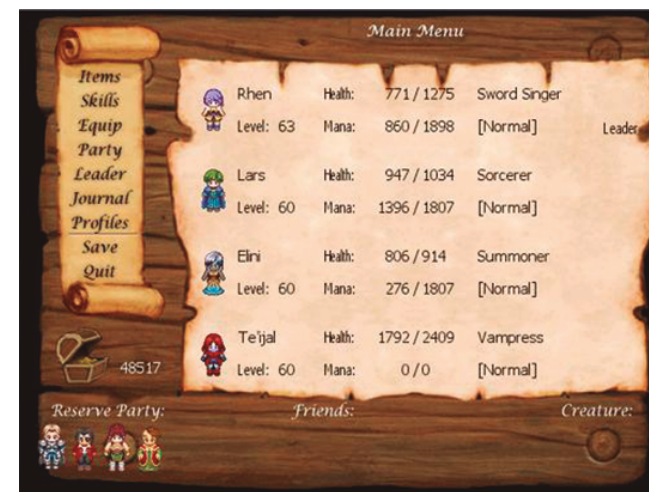 Main Menu
Items
Skills
Equip
Party
Leader
Journal
Profiles
Save
Quit
48517
Rhen Health: 771 / 1275 Sword Singer
Level: 63 Mana: 860 / 1898 [Normal] Leader
Lars Health: 947 / 1034 Sorcerer
Level: 60 Mana: 1396 / 1807 [Normal]
Elini Health: 806 / 914 Summoner
Level: 60 Mana: 276 / 1807 [Normal]
Te'ijal Health: 1792 / 2409 Vampress
Level: 60 Mana: 0 / 0 [Normal]
Reserve Party: Friends: Creature: